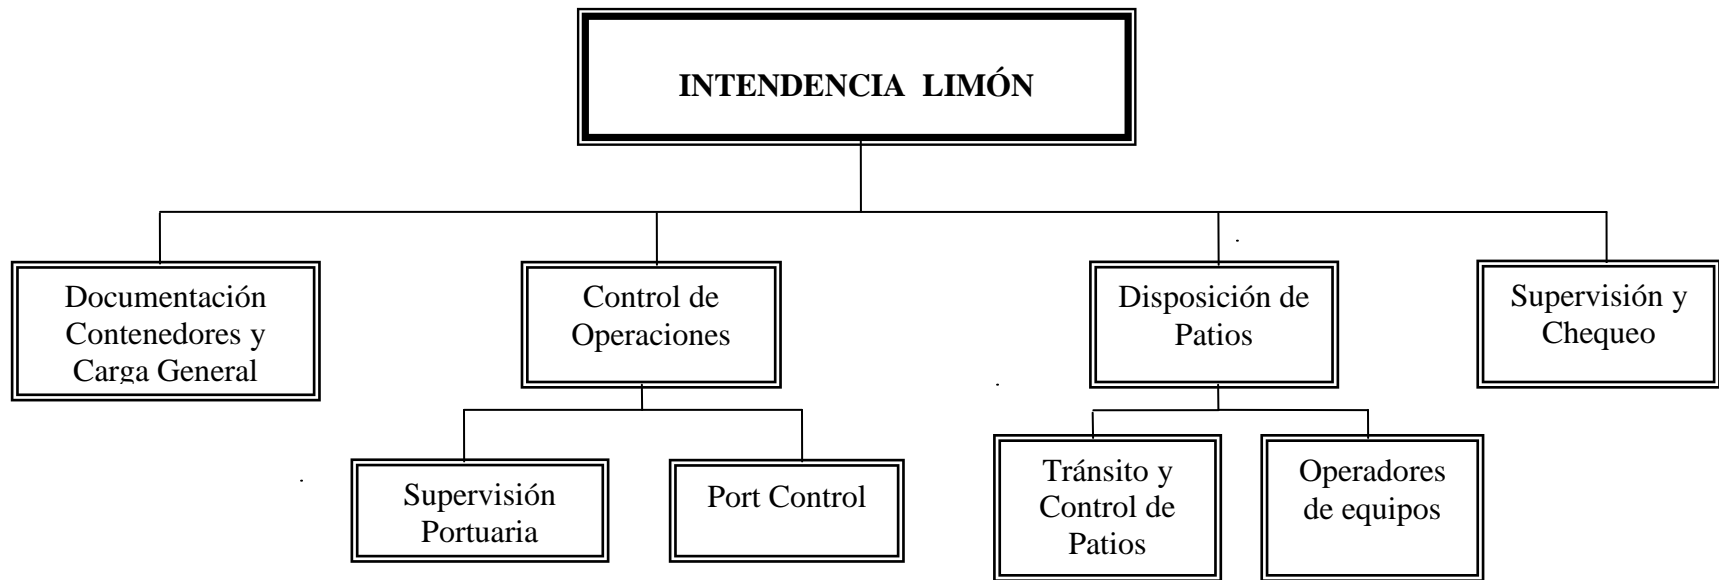 INTENDENCIA LIMÓN
Documentación
Contenedores y
Carga General
Control de
Operaciones
Disposición de
Patios
Supervisión y
Chequeo
Supervisión
Portuaria
Port Control
Tránsito y
Control de
Patios
Operadores
de equipos